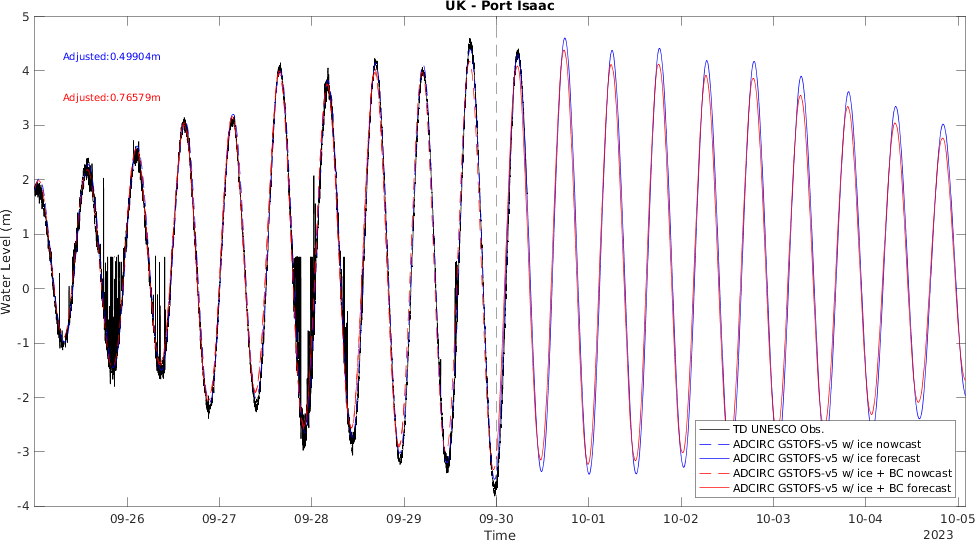 UK - Port Isaac
Adjusted:0.49904m
Adjusted:0.76579m
Water Level (m)
5
4
3
2
1
0
-1
-2
-3
-4
TD UNESCO Obs.
ADCIRC GSTOFS-v5 w/ ice nowcast
ADCIRC GSTOFS-v5 w/ ice forecast
ADCIRC GSTOFS-v5 w/ ice + BC nowcast
ADCIRC GSTOFS-v5 w/ ice + BC forecast
09-26 09-27 09-28 09-29 09-30 10-01 10-02 10-03 10-04 10-05
Time
2023